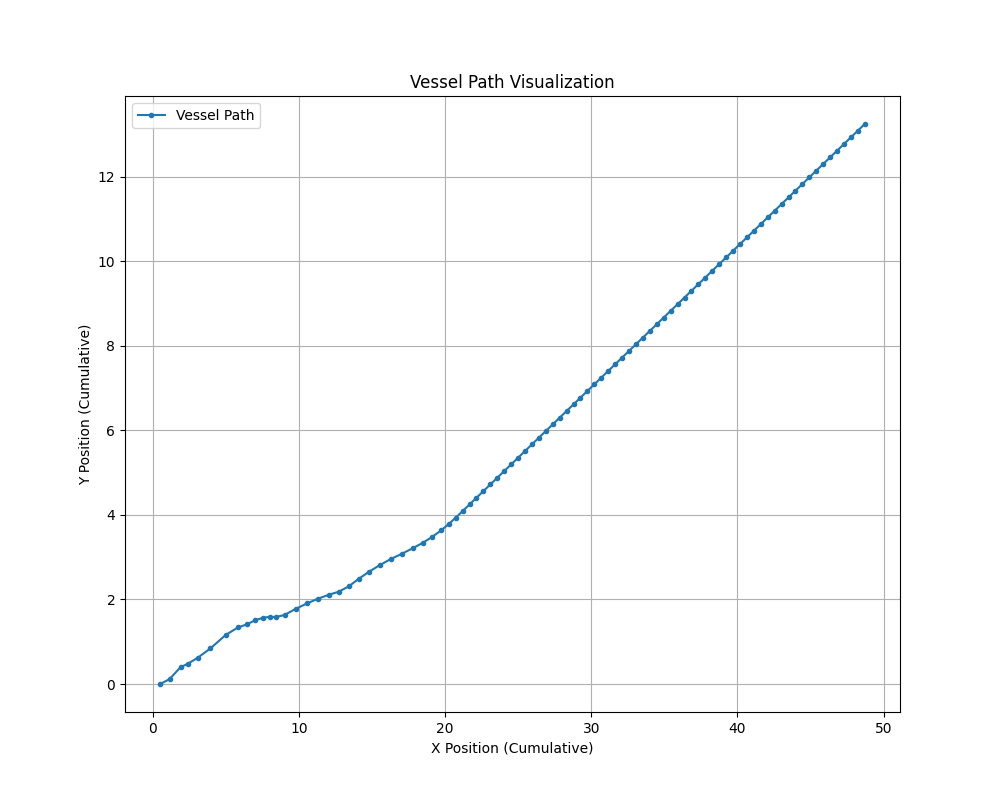 Vessel Path Visualization
Vessel Path
Y Position (Cumulative)
12
10
8
6
4
2
0
0 10 20 30 40 50
X Position (Cumulative)